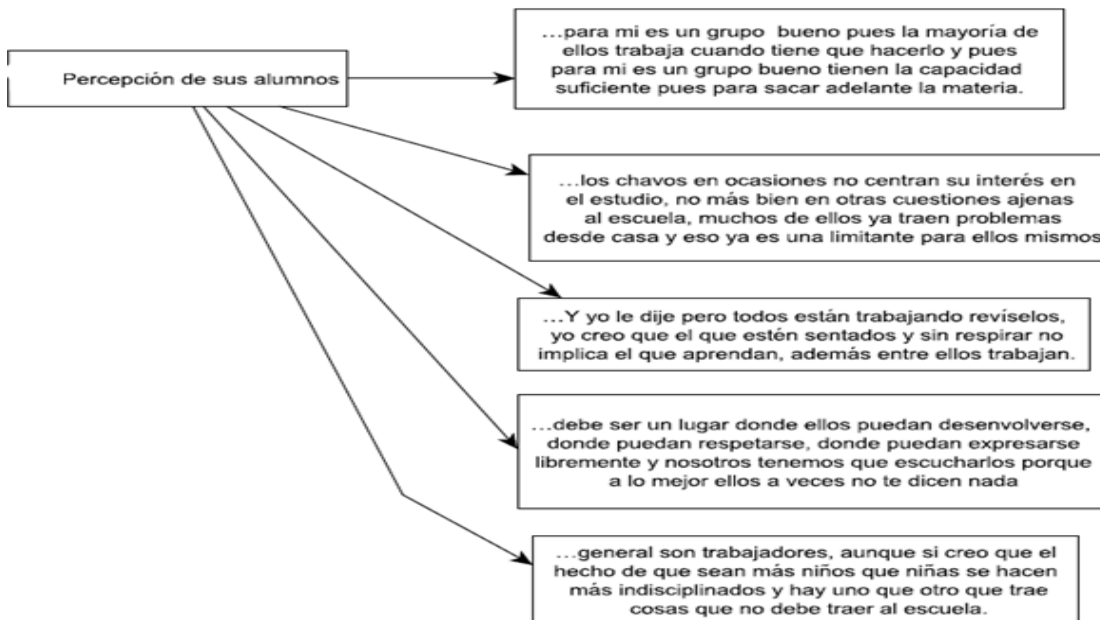 Percepción de sus alumnos
...para mi es un grupo bueno pues la mayoría de
ellos trabaja cuando tiene que hacerlo y pues
para mi es un grupo bueno tienen la capacidad
suficiente pues para sacar adelante la materia.
...los chavos en ocasiones no centran su interés en
el estudio, no más bien en otras cuestiones ajenas
al escuela, muchos de ellos ya traen problemas
desde casa y eso ya es una limitante para ellos mismos
...Y yo le dije pero todos están trabajando revíselos,
yo creo que el que estén sentados y sin respirar no
implica el que aprendan, además entre ellos trabajan.
...debe ser un lugar donde ellos puedan desenvolverse,
donde puedan respetarse, donde puedan expresarse
libremente y nosotros tenemos que escucharlos porque
a lo mejor ellos a veces no te dicen nada
...general son trabajadores, aunque si creo que el
hecho de que sean más niños que niñas se hacen
más indisciplinados y hay uno que otro que trae
cosas que no debe traer al escuela.